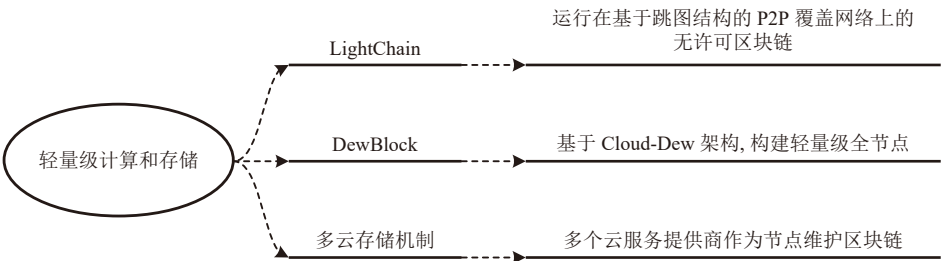 运行在基于跳图结构的 P2P 覆盖网络上的
无许可区块链
LightChain
轻量级计算和存储
DewBlock
基于 Cloud-Dew 架构, 构建轻量级全节点
多云存储机制
多个云服务提供商作为节点维护区块链